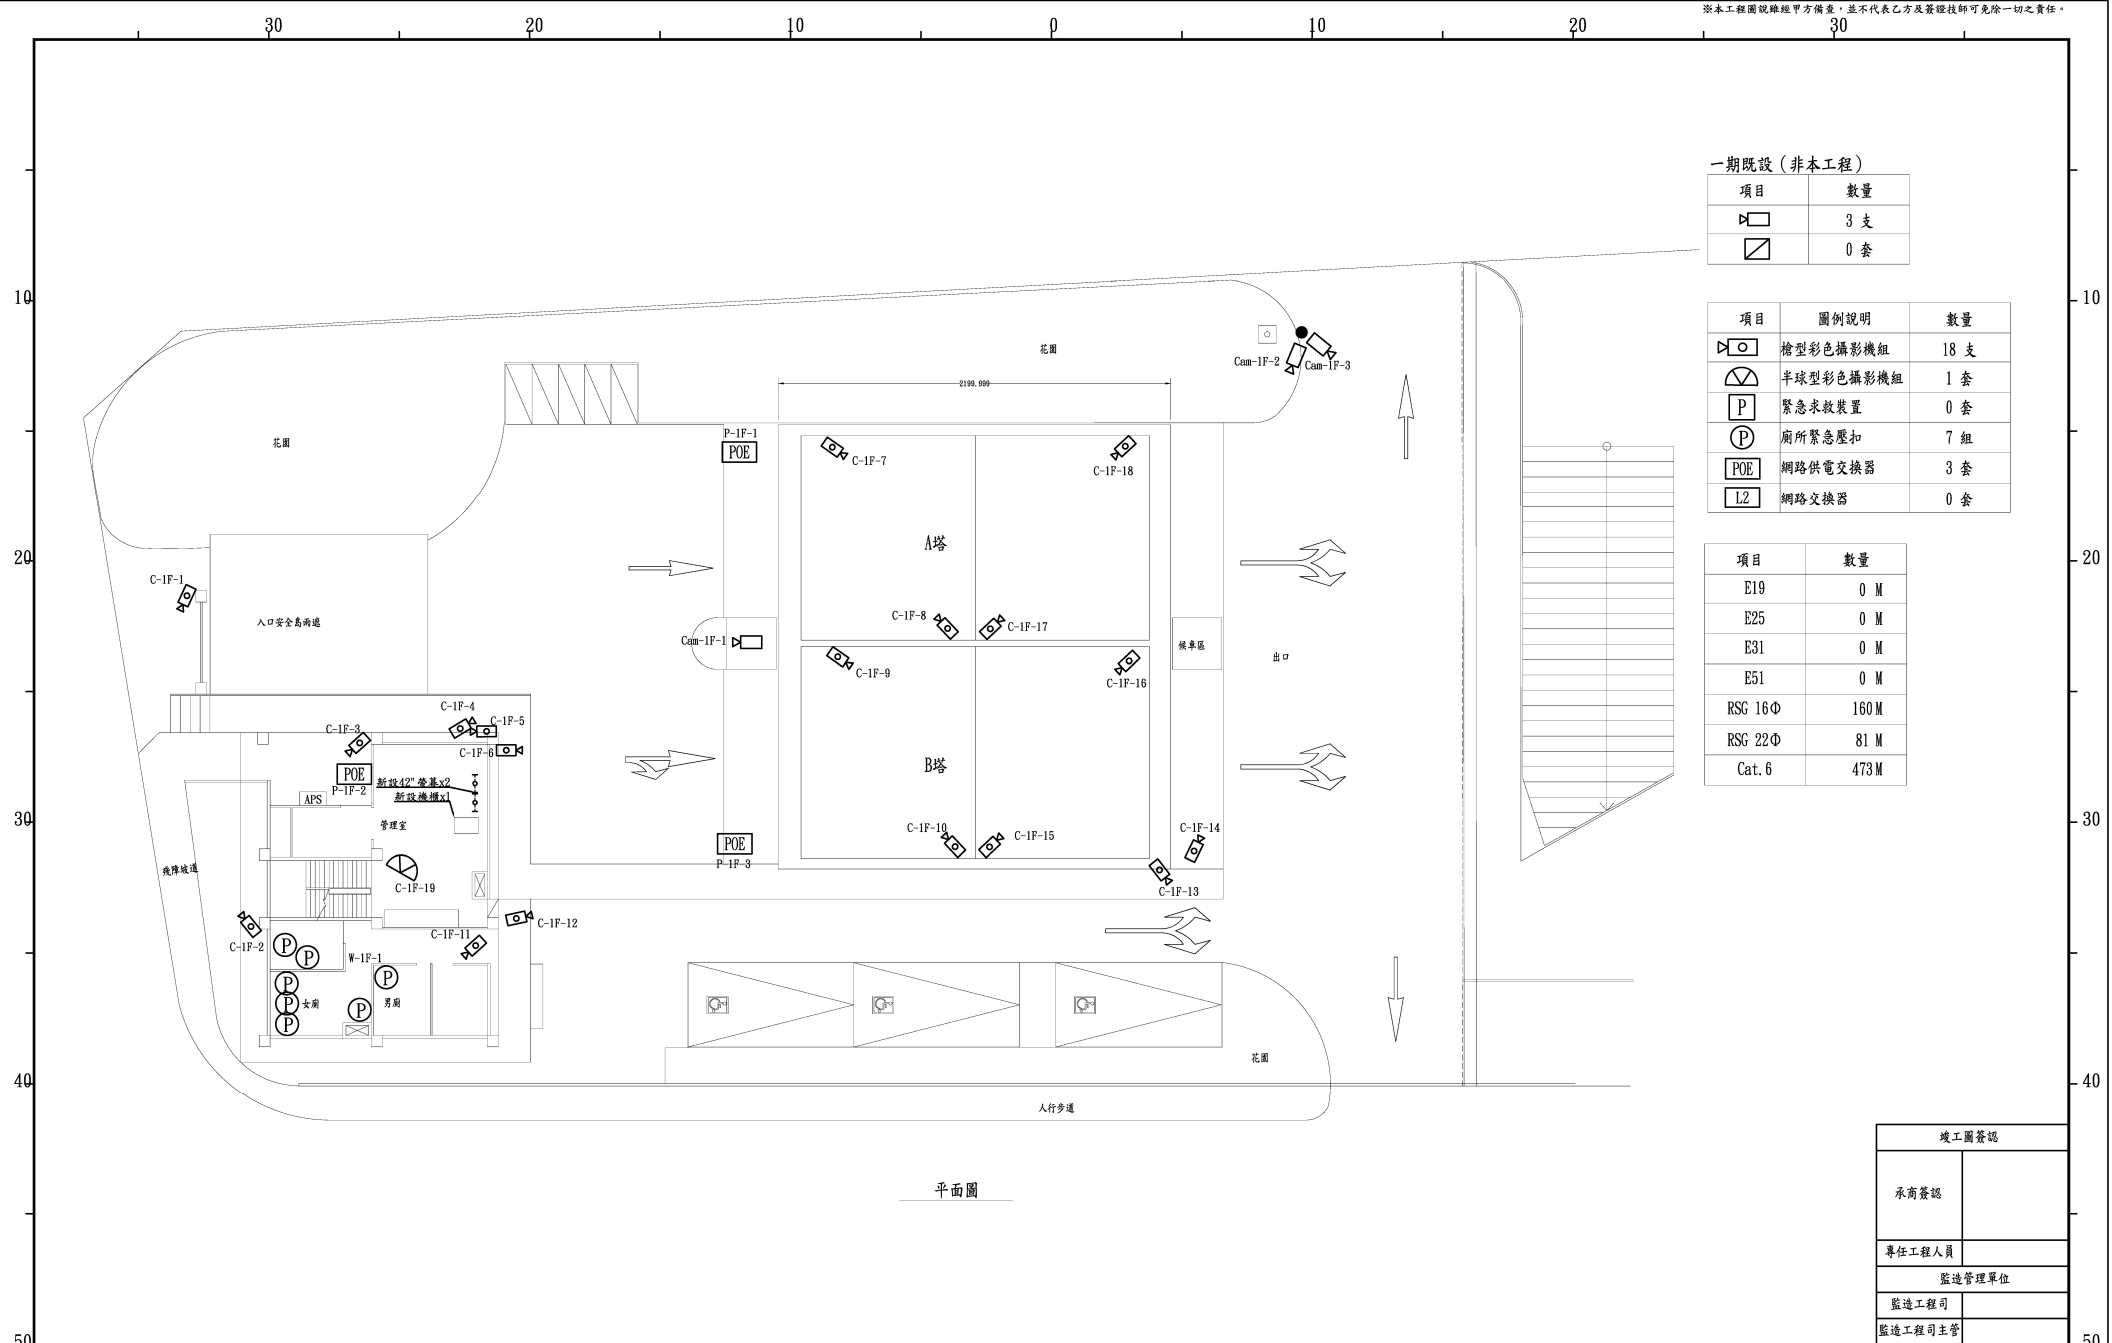 ※本工程圖說雖經甲方備查,並不代表乙方及簽證技師可免除一切之責任。
30
20
10
0
10
20
30
一期既設(非本工程)
項目 數量
3 支
0 套
10
10
項目 圖例說明 數量
槍型彩色攝影機組 18 支
半球型彩色攝影機組 1 套
P 緊急求救裝置 0 套
P 廁所緊急壓扣 7 組
POE 網路供電交換器 3 套
L2 網路交換器 0 套
花園
Cam-1F-2
Cam-1F-3
2199.999
花園
P-1F-1
POE
C-1F-7
C-1F-18
A塔
20
20
項目 數量
E19 0 M
E25 0 M
E31 0 M
E51 0 M
RSG 16Φ 160 M
RSG 22Φ 81 M
Cat.6 473 M
C-1F-1
入口安全島雨遮
C-1F-8
C-1F-17
Cam-1F-1
候車區
出口
C-1F-9
C-1F-16
C-1F-4
C-1F-5
C-1F-3
C-1F-6
POE
P-1F-2
新設42"螢幕x2
新設機櫃x1
APS
管理室
B塔
30
30
C-1F-10
C-1F-15
C-1F-14
POE
P-1F-3
殘障坡道
C-1F-19
C-1F-13
C-1F-12
C-1F-11
C-1F-2
P
P
W-1F-1
P
P
P
女廁
P
P
男廁
花園
40
40
人行步道
平面圖
竣工圖簽認
承商簽認
專任工程人員
監造管理單位
監造工程司
監造工程司主管
50
50